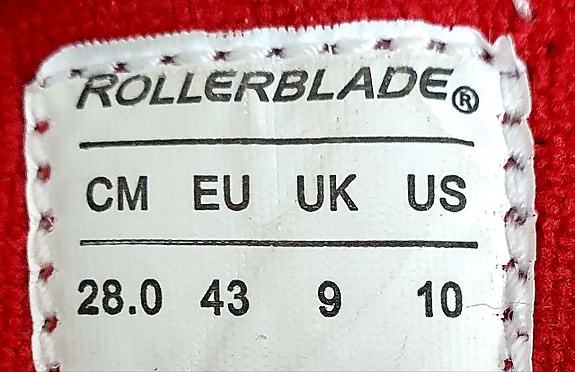 ROLLERBLADE®
CM EU UK US
28.0 43 9 10